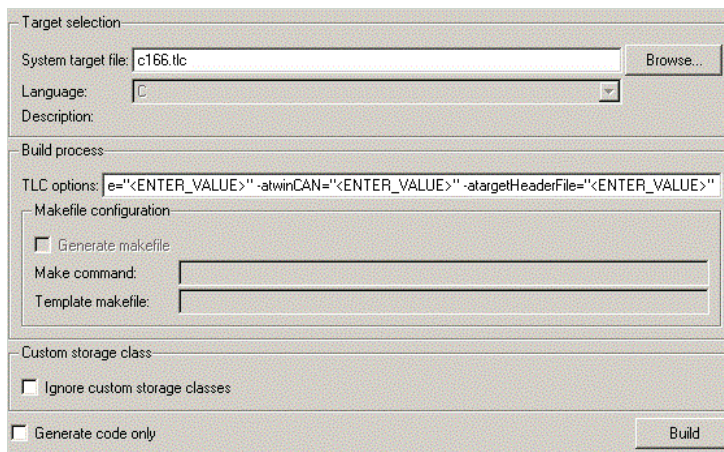 Target selection
System target file: c166.tlc Browse...
Language: C
Description:
Build process
TLC options: e="<ENTER_VALUE>" -atwinCAN="<ENTER_VALUE>" -atargetHeaderFile="<ENTER_VALUE>"
Makefile configuration
Generate makefile
Make command:
Template makefile:
Custom storage class
Ignore custom storage classes
Generate code only Build